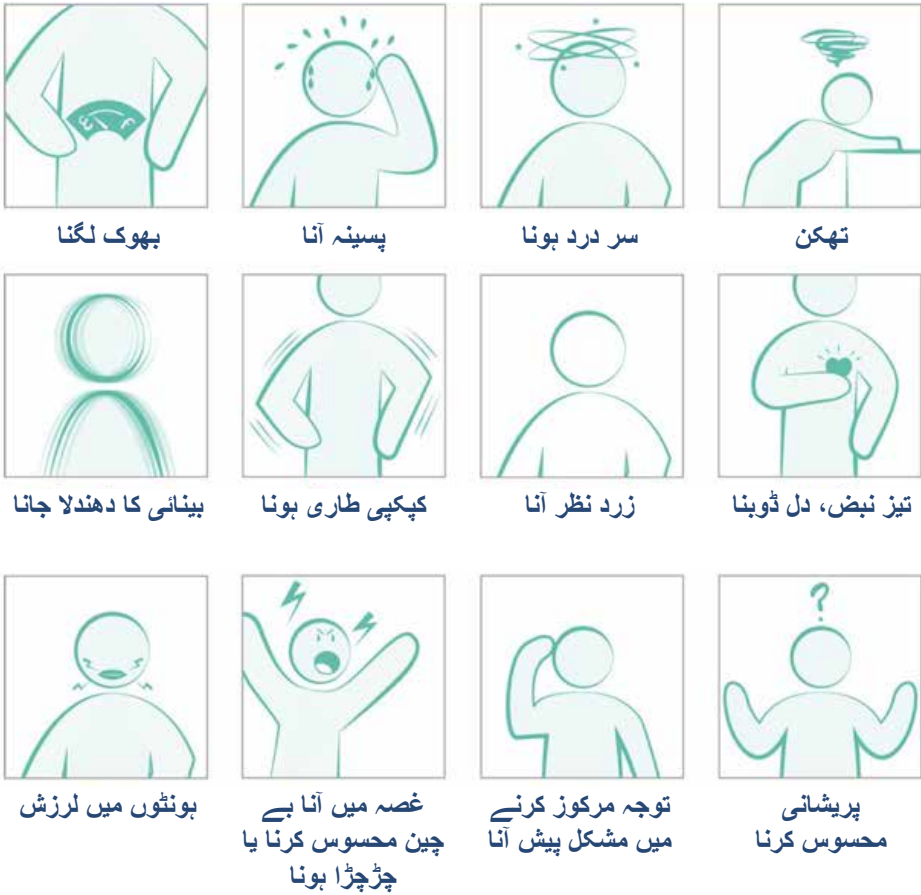 تھکن
سر درد ہونا
پسینہ آنا
بھوک لگنا
تیز نبض، دل ڈوبنا
زرد نظر آنا
کپکپی طاری ہونا
بینائی کا دھندلا جانا
پریشانی
محسوس کرنا
توجہ مرکوز کرنے
میں مشکل پیش آنا
غصہ میں آنا بے
چین محسوس کرنا یا
چڑچڑا ہونا
ہونٹوں میں لرزش